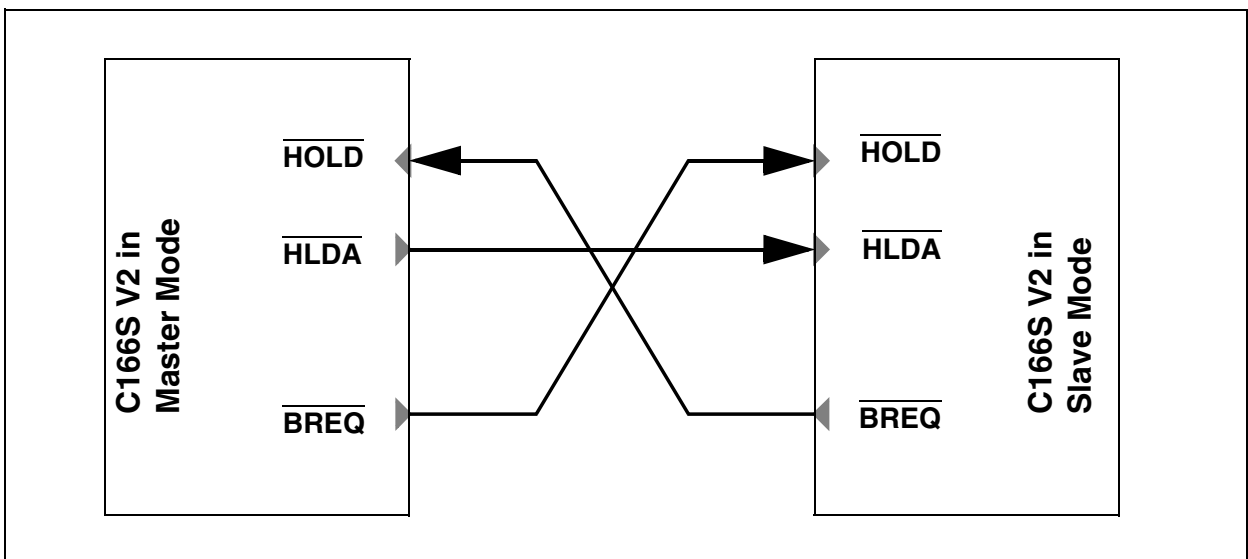 C166S V2 in
Master Mode
HOLD
HLDA
BREQ
HOLD
HLDA
BREQ
C166S V2 in
Slave Mode